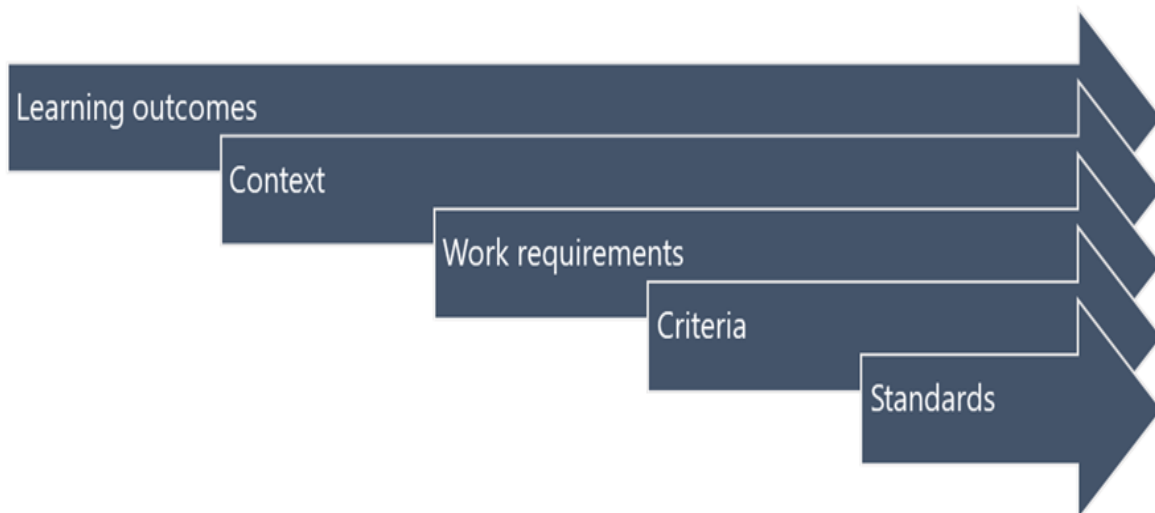 Learning outcomes
Context
Work requirements
Criteria
Standards